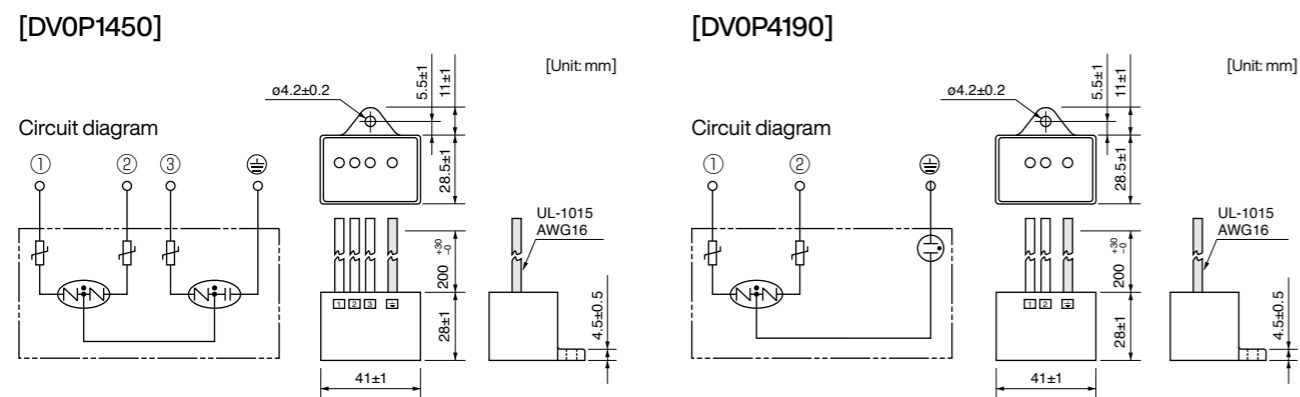 [DV0P1450]
[Unit: mm]
Circuit diagram
① ② ③
ø4.2±0.2
5.5±1
11±1
28.5±1
UL-1015
AWG16
200 +30 -0
1 2 3
28±1
4.5±0.5
41±1
[DV0P4190]
[Unit: mm]
Circuit diagram
① ②
ø4.2±0.2
5.5±1
11±1
28.5±1
UL-1015
AWG16
200 +30 -0
1 2
28±1
4.5±0.5
41±1